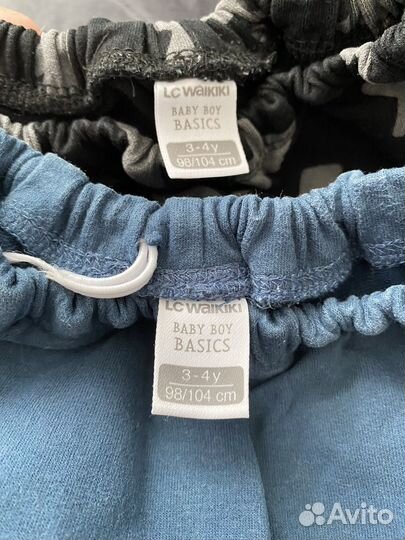 LC WAIKIKI
BABY BOY
BASICS
3-4y
98/104 cm
LC WAIKIKI
BABY BOY
BASICS
3-4y
98/104 cm
Avito